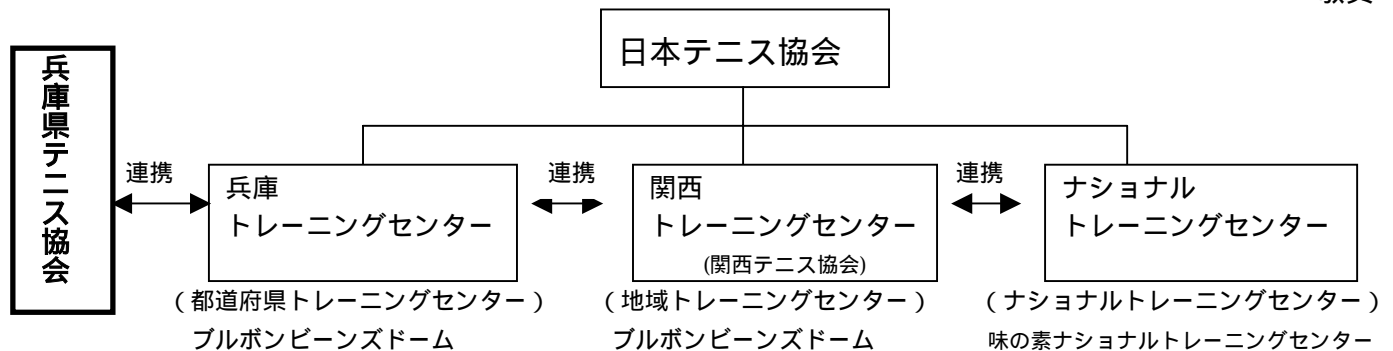 日本テニス協会
兵庫県テニス協会
連携
兵庫
トレーニングセンター
連携
関西
トレーニングセンター
(関西テニス協会)
連携
ナショナル
トレーニングセンター
(都道府県トレーニングセンター)
ブルボンビーンズドーム
(地域トレーニングセンター)
ブルボンビーンズドーム
(ナショナルトレーニングセンター)
味の素ナショナルトレーニングセンター